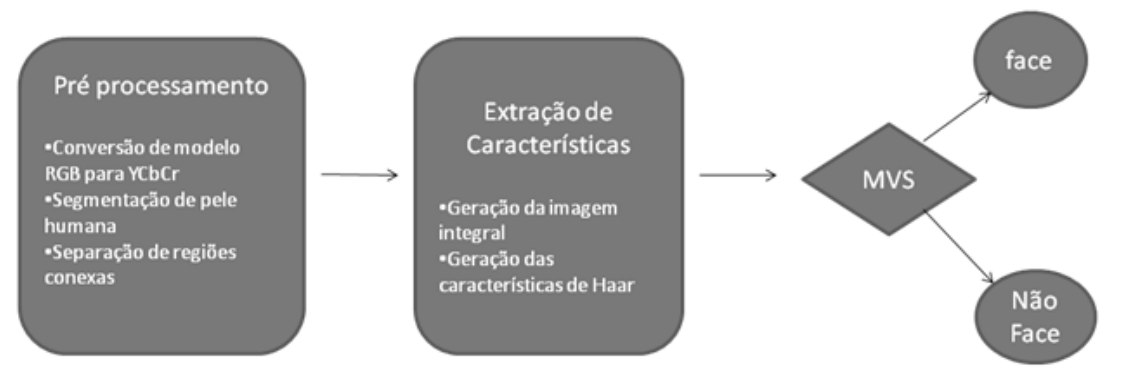 Pré processamento
•Conversão de modelo
RGB para YCbCr
•Segmentação de pele
humana
•Separação de regiões
conexas
Extração de
Características
•Geração da imagem
integral
•Geração das
características de Haar
MVS
face
Não
Face